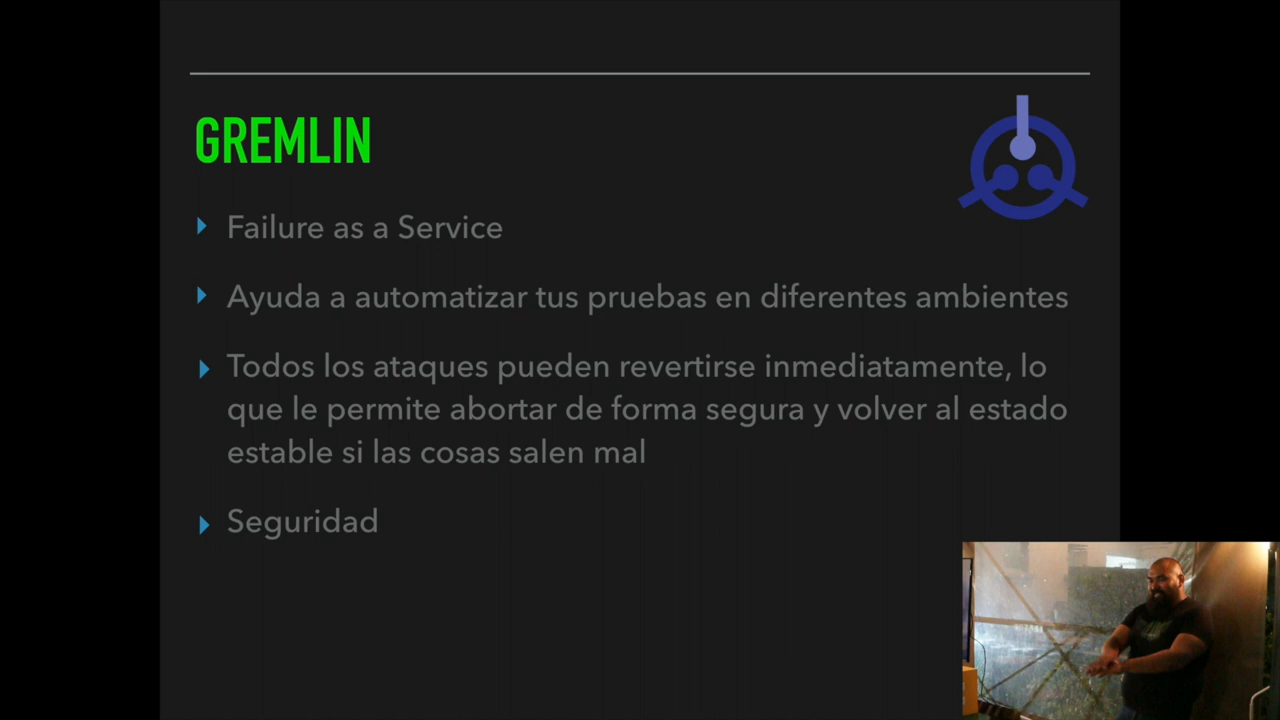 GREMLIN
Failure as a Service
Ayuda a automatizar tus pruebas en diferentes ambientes
Todos los ataques pueden revertirse inmediatamente, lo
que le permite abortar de forma segura y volver al estado
estable si las cosas salen mal
Seguridad